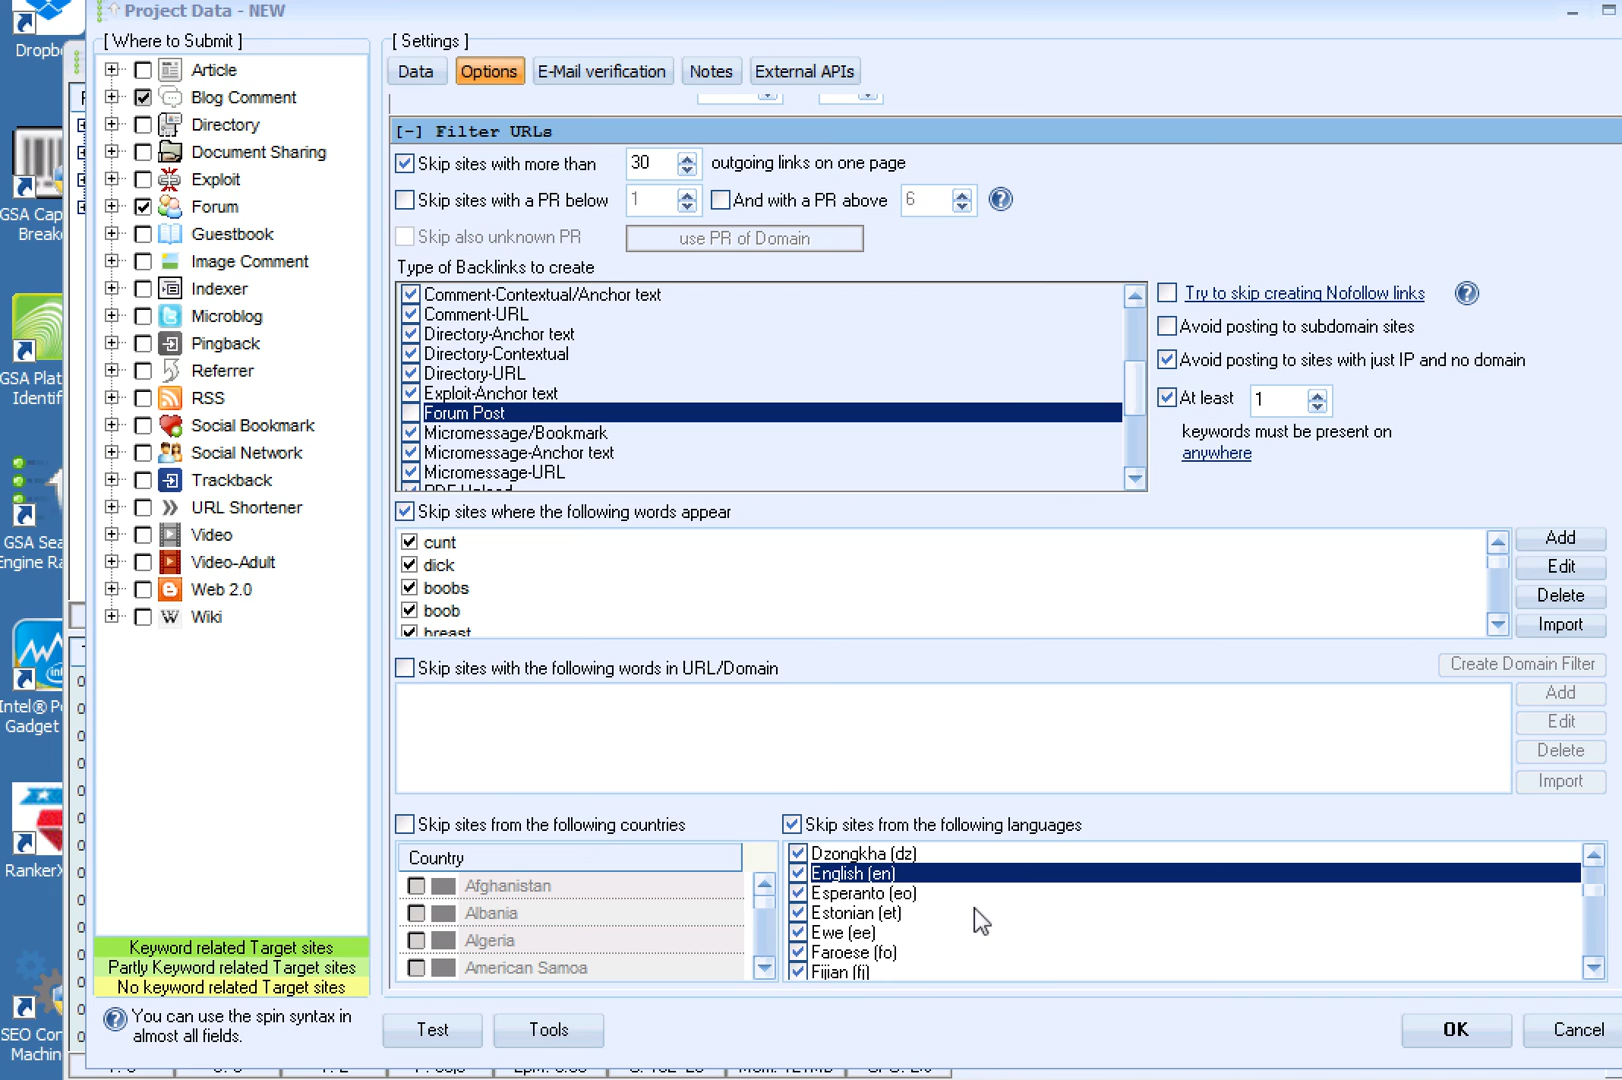 Project Data - NEW
Dropbo
GSA Cap
Breake
GSA Plat
Identif
GSA Sea
Engine Ra
Intel® P
Gadget
RankerX
SEO Con
Machin
[ Where to Submit ]
Article
Blog Comment
Directory
Document Sharing
Exploit
Forum
Guestbook
Image Comment
Indexer
Microblog
Pingback
Referrer
RSS
Social Bookmark
Social Network
Trackback
URL Shortener
Video
Video-Adult
Web 2.0
Wiki
Keyword related Target sites
Partly Keyword related Target sites
No keyword related Target sites
You can use the spin syntax in
almost all fields.
[ Settings ]
Data Options E-Mail verification Notes External APIs
[-] Filter URLs
Skip sites with more than 30 outgoing links on one page
Skip sites with a PR below 1 And with a PR above 6
Skip also unknown PR use PR of Domain
Type of Backlinks to create
Comment-Contextual/Anchor text
Comment-URL
Directory-Anchor text
Directory-Contextual
Directory-URL
Exploit-Anchor text
Forum Post
Micromessage/Bookmark
Micromessage-Anchor text
Micromessage-URL
PDF Upload
Try to skip creating Nofollow links
Avoid posting to subdomain sites
Avoid posting to sites with just IP and no domain
At least 1
keywords must be present on
anywhere
Skip sites where the following words appear
cunt
dick
boobs
boob
breast
Add
Edit
Delete
Import
Skip sites with the following words in URL/Domain
Create Domain Filter
Add
Edit
Delete
Import
Skip sites from the following countries
Country
Afghanistan
Albania
Algeria
American Samoa
Skip sites from the following languages
Dzongkha (dz)
English (en)
Esperanto (eo)
Estonian (et)
Ewe (ee)
Faroese (fo)
Fijian (fj)
Test Tools OK Cancel